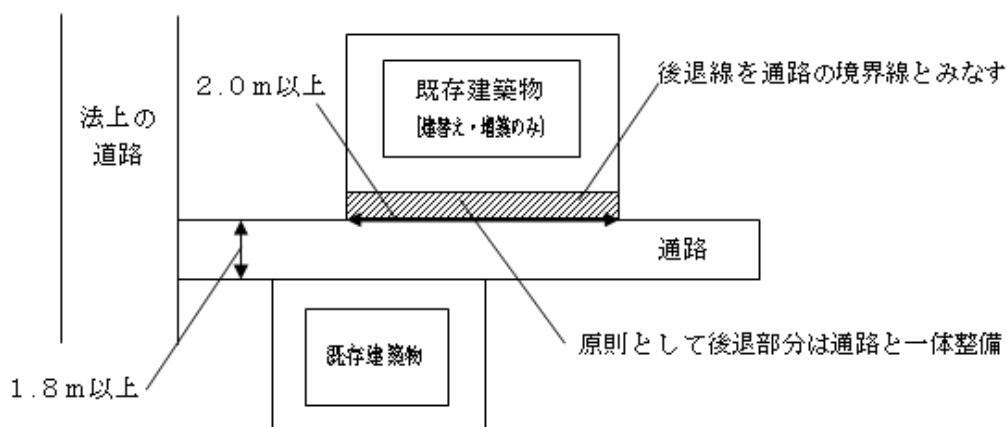 法上の
道路
２.０ｍ以上
既存建築物
(建替え・増築のみ)
後退線を通路の境界線とみなす
通路
既存建築物
原則として後退部分は通路と一体整備
１.８ｍ以上